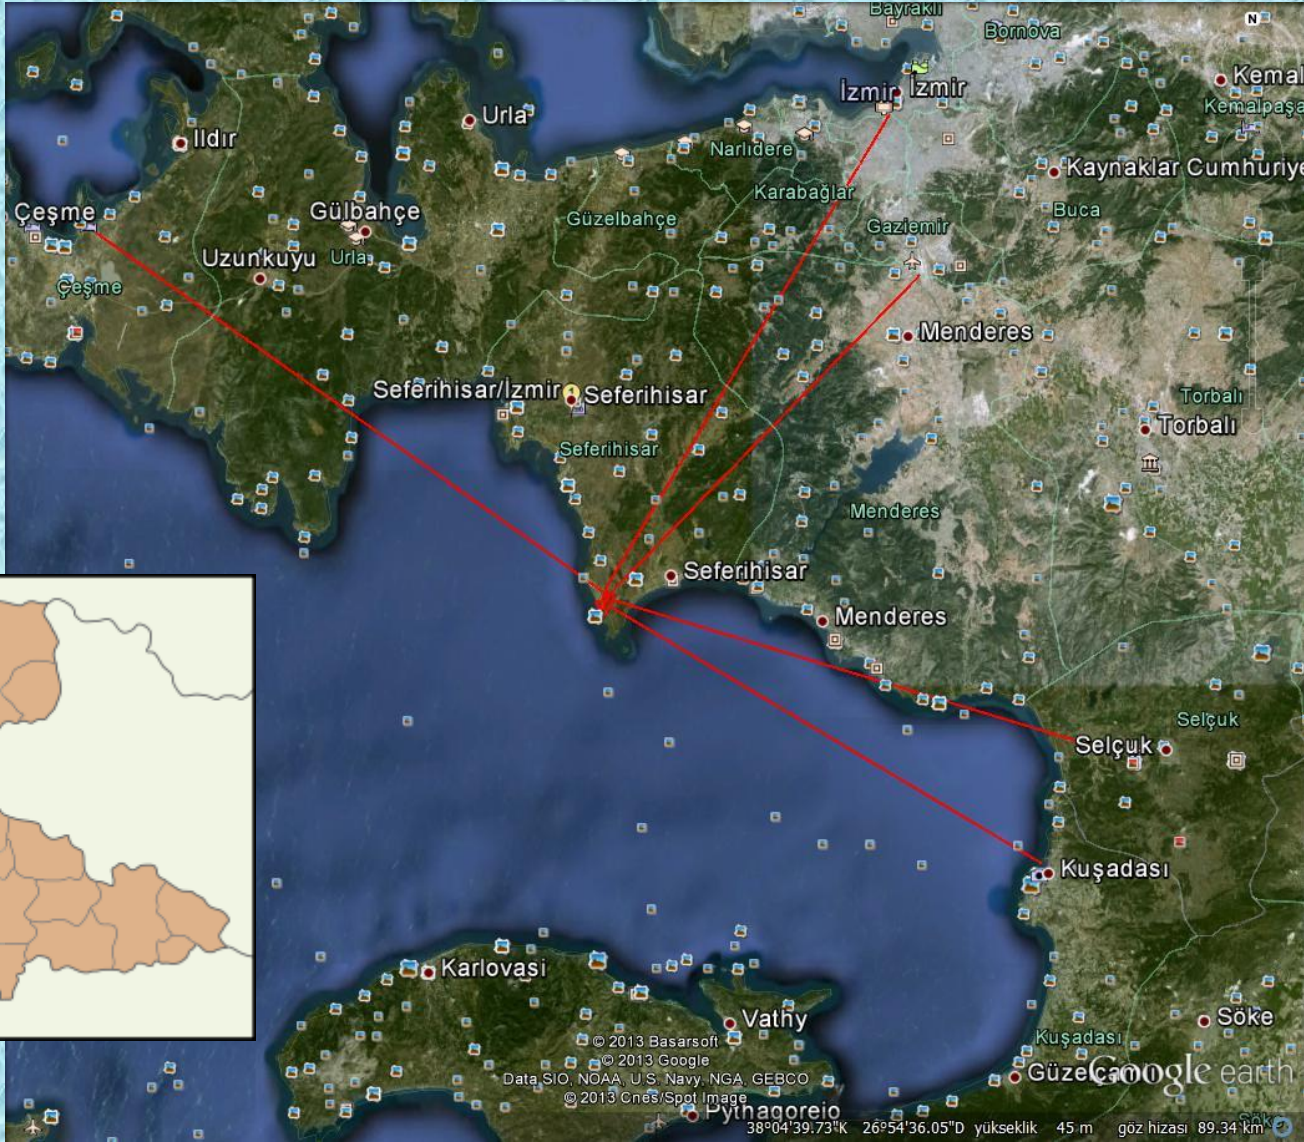 Bayraklı
N
Bornova
İzmir
İzmir
Kemal
Kemalpaşa
Urla
Ildır
Narlıdere
Kaynaklar Cumhuriye
Karabağlar
Çeşme
Gülbahçe
Güzelbahçe
Buca
Gaziemir
Uzunkuyu
Urla
Çeşme
Menderes
Seferihisar/İzmir
Seferihisar
Torbalı
Torbalı
Seferihisar
Menderes
Seferihisar
Menderes
Selçuk
Selçuk
Kuşadası
Karlovasi
Vathy
Söke
Kuşadası
© 2013 Basarsoft
© 2013 Google
Data SIO, NOAA, U.S. Navy, NGA, GEBCO
© 2013 Cnes/Spot Image
Güzelçamlı
Google earth
Pythagoreio
Söke
38°04'39.73"K 26°54'36.05"D yükseklik 45 m göz hizası 89.34 km